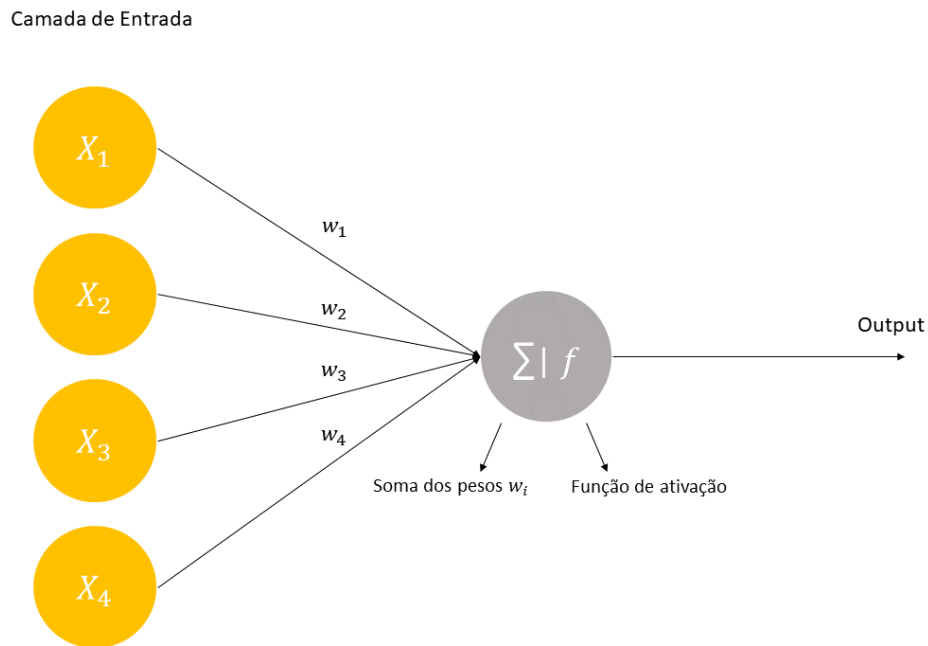 Camada de Entrada
X₁
w₁
X₂
w₂
Output
∑| f
w₃
X₃
w₄
Soma dos pesos wᵢ
Função de ativação
X₄